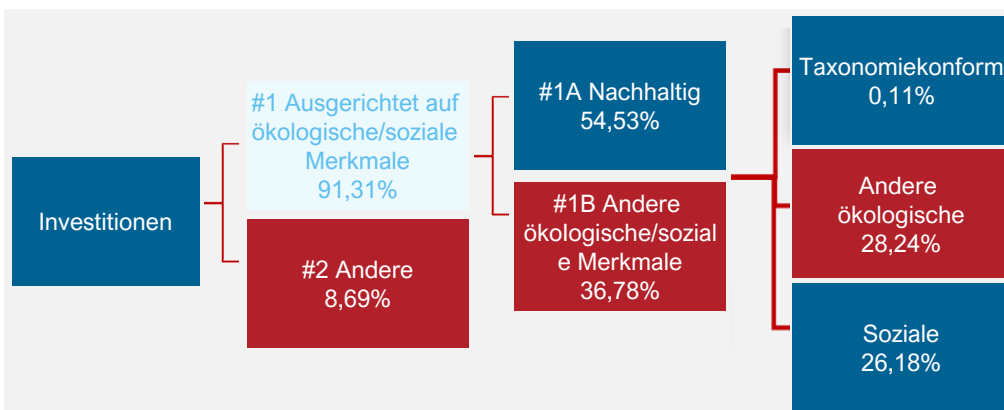 Investitionen
#1 Ausgerichtet auf
ökologische/soziale
Merkmale
91,31%
#2 Andere
8,69%
#1A Nachhaltig
54,53%
#1B Andere
ökologische/sozial
e Merkmale
36,78%
Taxonomiekonform
0,11%
Andere
ökologische
28,24%
Soziale
26,18%